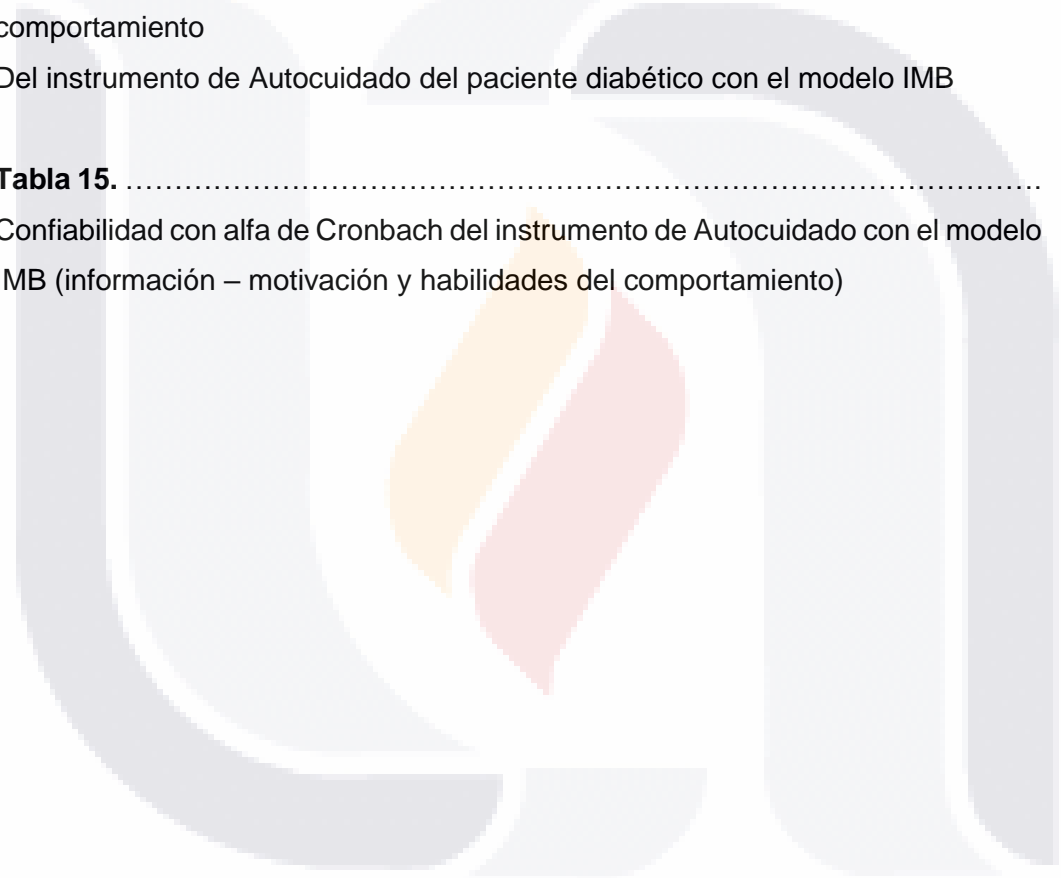 comportamiento
Del instrumento de Autocuidado del paciente diabético con el modelo IMB
Tabla 15. …………………………………………………………………………………….
Confiabilidad con alfa de Cronbach del instrumento de Autocuidado con el modelo
IMB (información – motivación y habilidades del comportamiento)